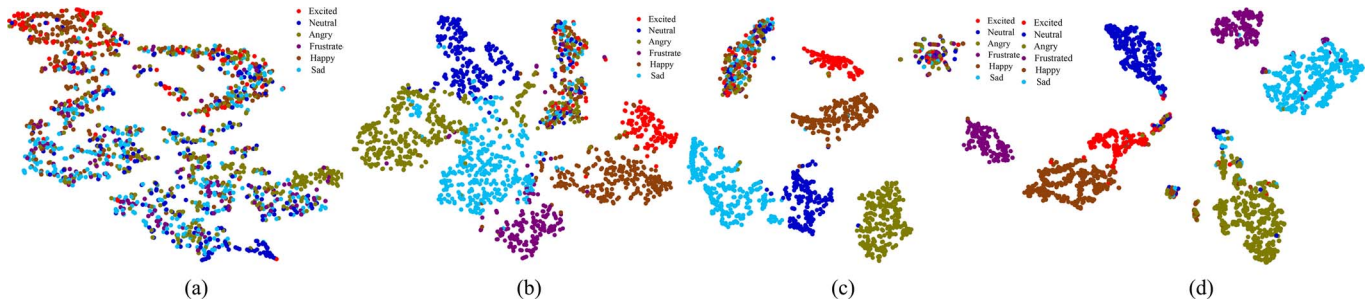 Excited
Neutral
Angry
Frustrate
Happy
Sad
Excited
Neutral
Angry
Frustrate
Happy
Sad
Excited
Neutral
Angry
Frustrate
Happy
Sad
Excited
Neutral
Angry
Frustrated
Happy
Sad
(a)
(b)
(c)
(d)